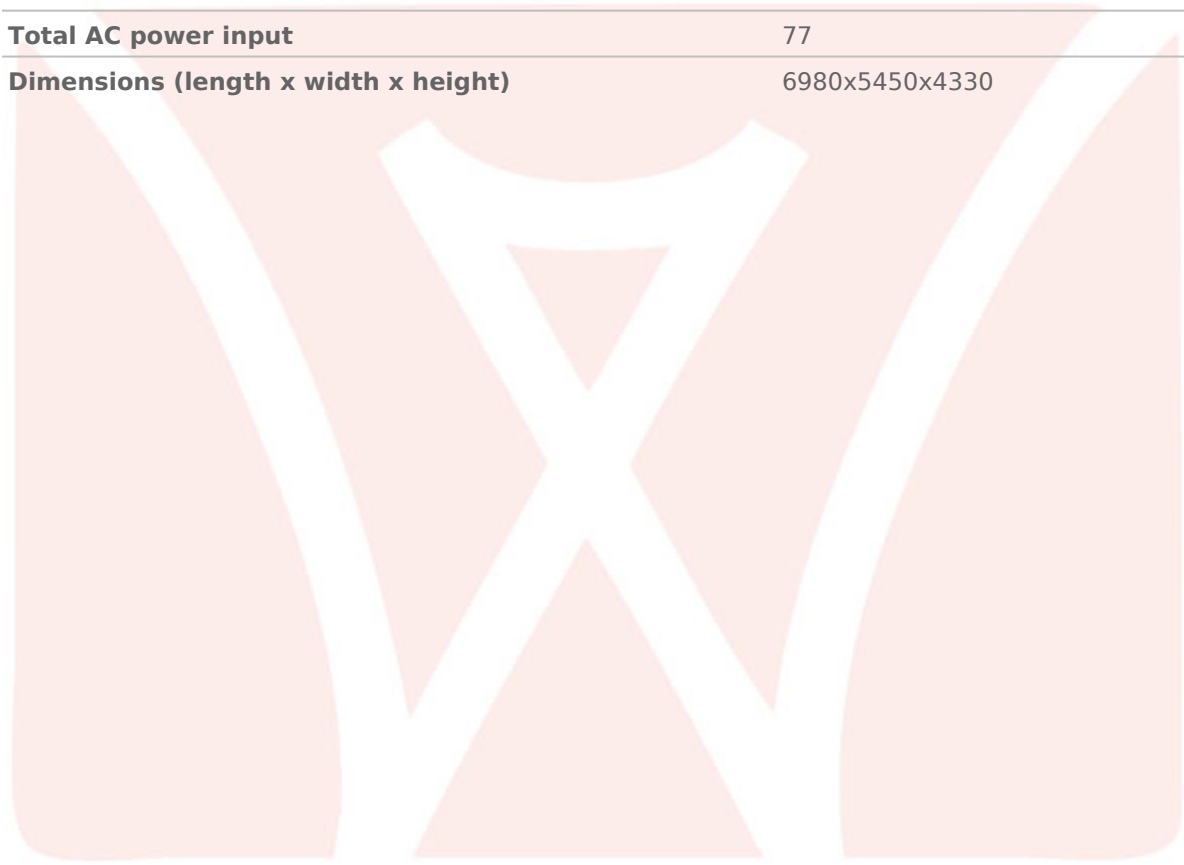 Total AC power input 77
Dimensions (length x width x height) 6980x5450x4330